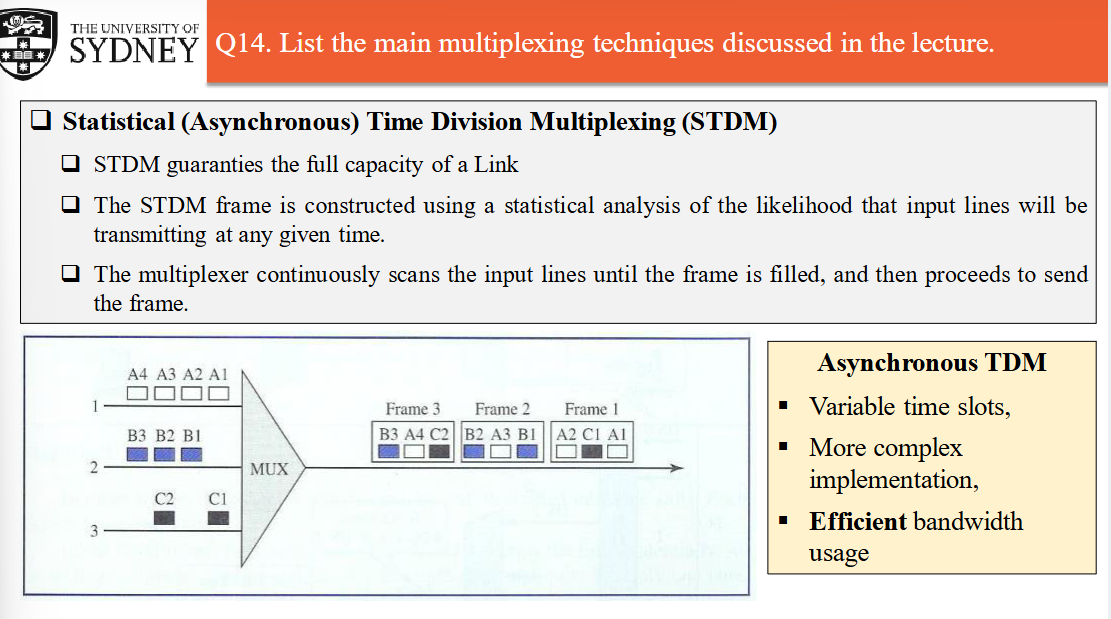 THE UNIVERSITY OF
SYDNEY
Q14. List the main multiplexing techniques discussed in the lecture.
❑ Statistical (Asynchronous) Time Division Multiplexing (STDM)
❑ STDM guaranties the full capacity of a Link
❑ The STDM frame is constructed using a statistical analysis of the likelihood that input lines will be
transmitting at any given time.
❑ The multiplexer continuously scans the input lines until the frame is filled, and then proceeds to send
the frame.
A4 A3 A2 A1
1
B3 B2 B1
2
C2 C1
3
MUX
Frame 3 Frame 2 Frame 1
B3 A4 C2 B2 A3 B1 A2 C1 A1
Asynchronous TDM
▪ Variable time slots,
▪ More complex
implementation,
▪ Efficient bandwidth
usage